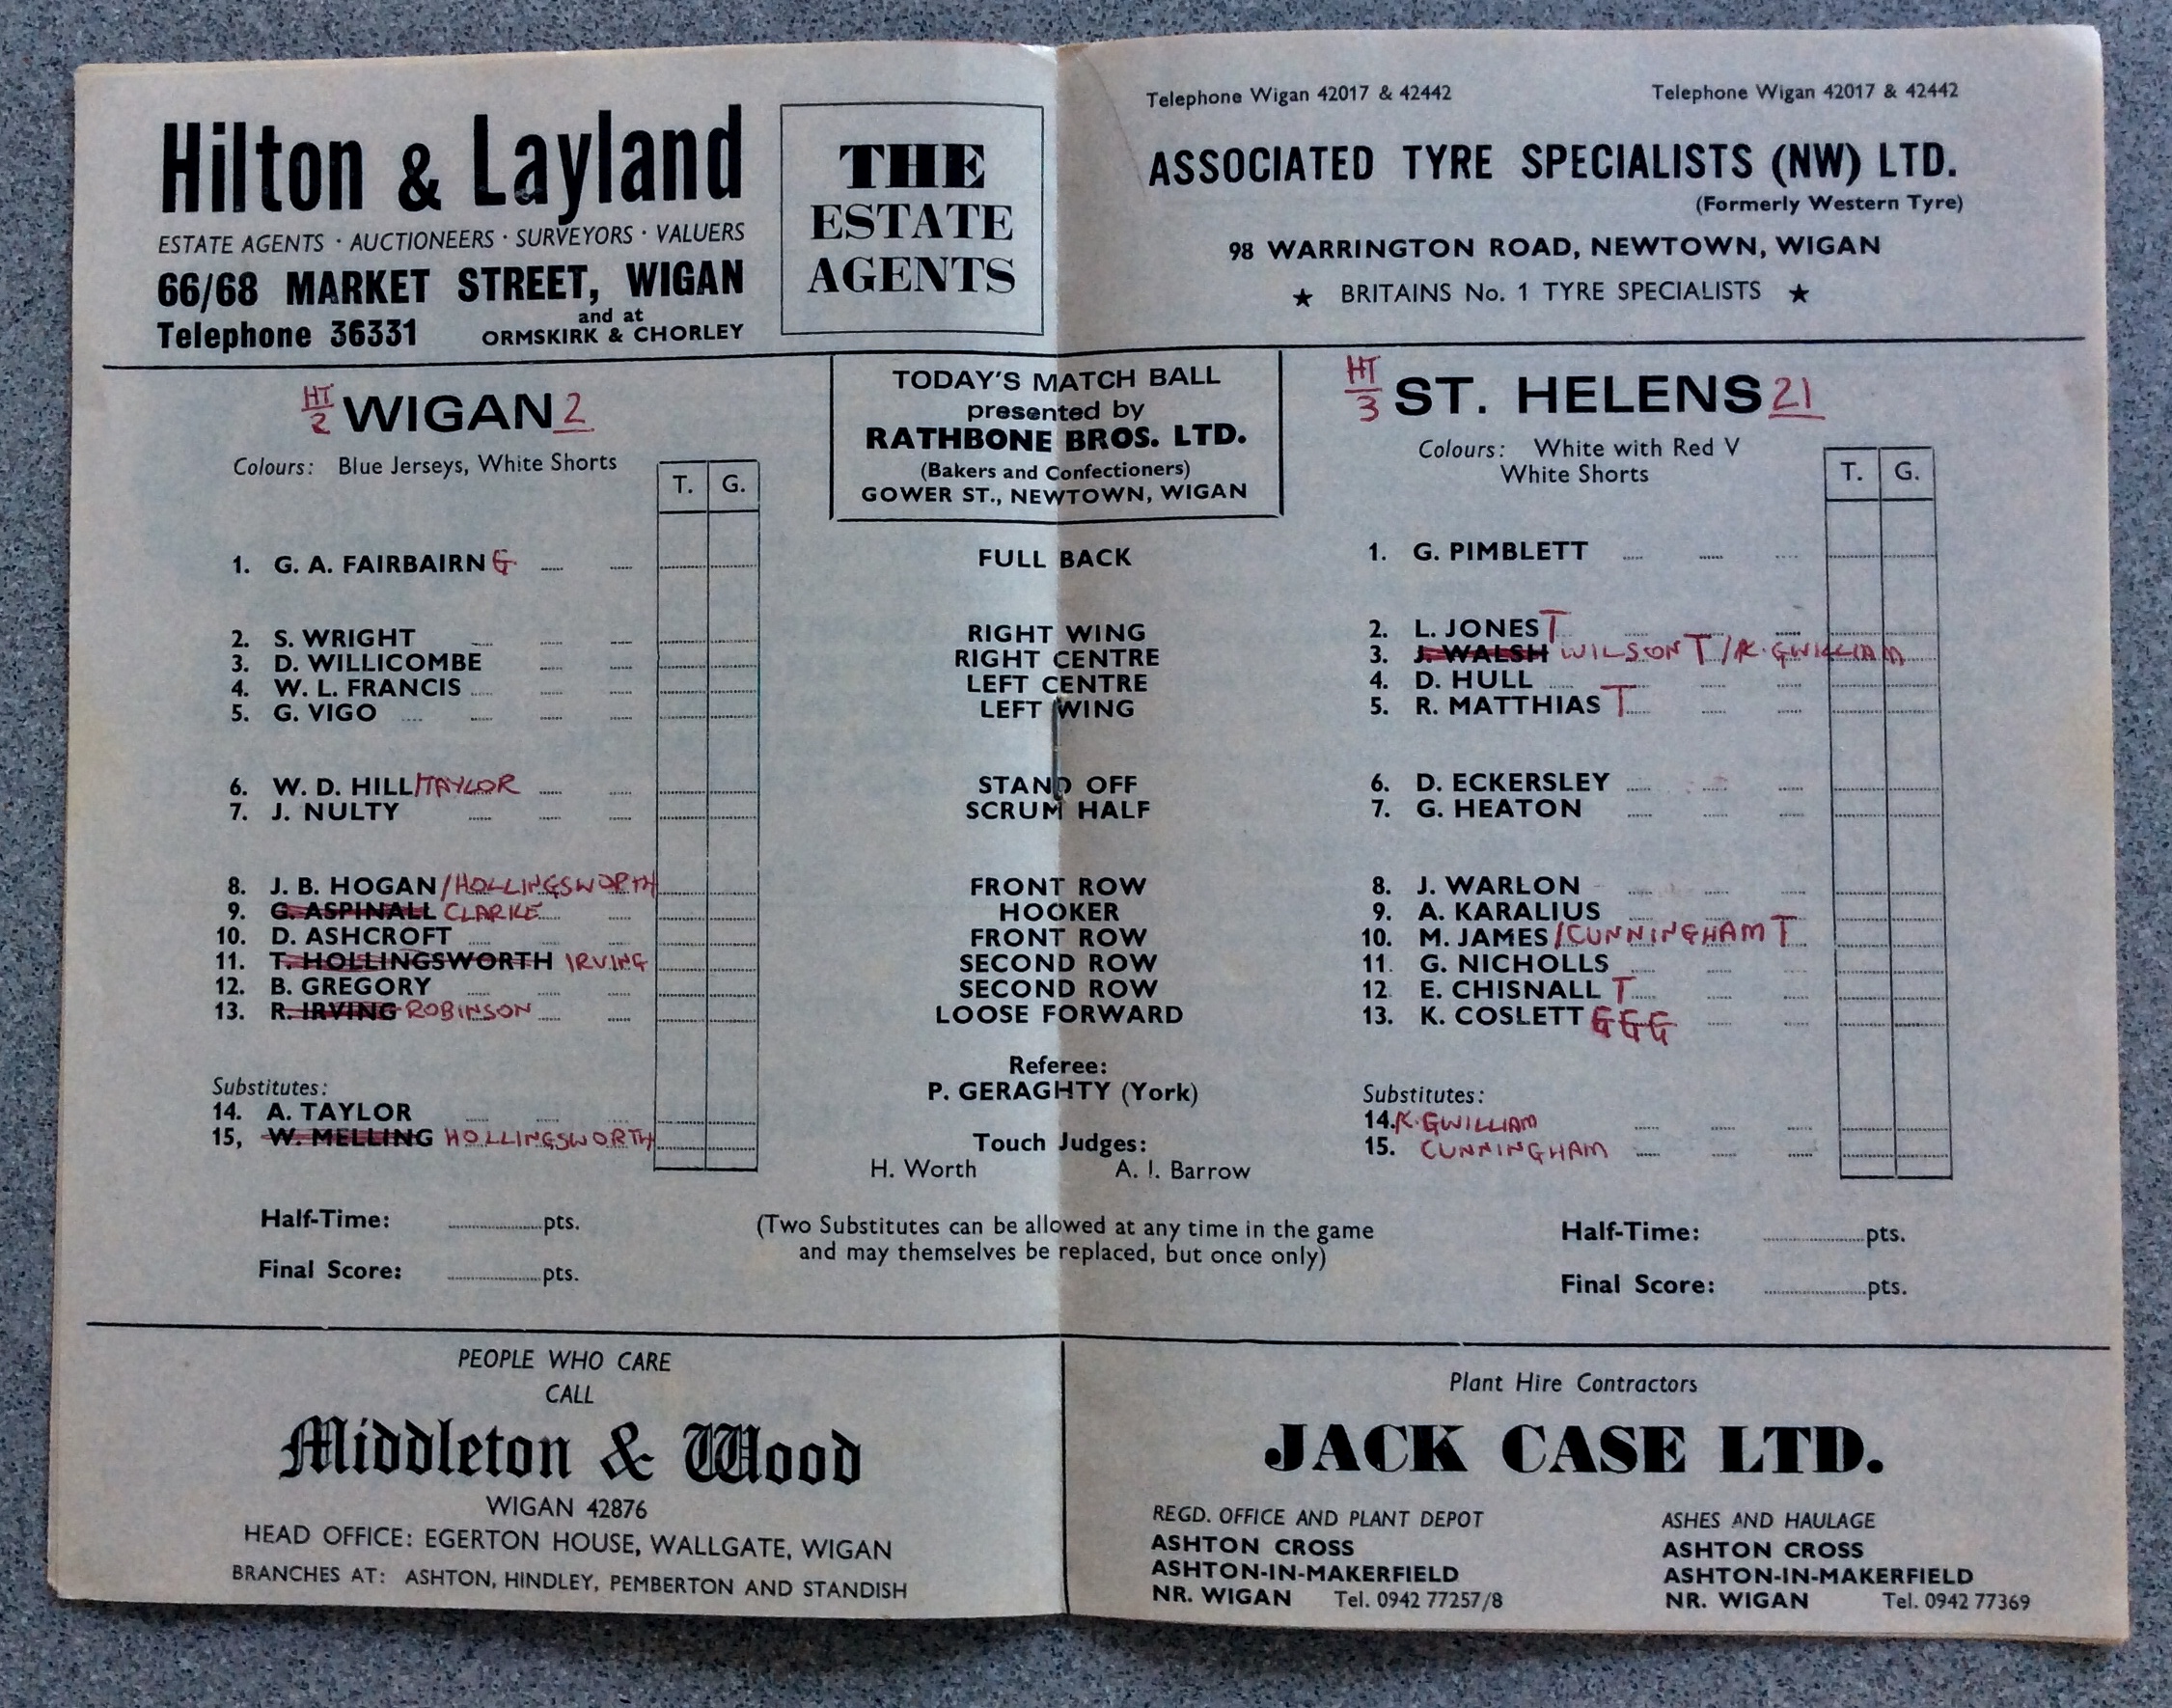 Hilton & Layland
ESTATE AGENTS · AUCTIONEERS · SURVEYORS · VALUERS
66/68 MARKET STREET, WIGAN
Telephone 36331
and at
ORMSKIRK & CHORLEY
THE
ESTATE
AGENTS
Telephone Wigan 42017 & 42442
Telephone Wigan 42017 & 42442
ASSOCIATED TYRE SPECIALISTS (NW) LTD.
(Formerly Western Tyre)
98 WARRINGTON ROAD, NEWTOWN, WIGAN
★ BRITAINS No. 1 TYRE SPECIALISTS ★
TODAY'S MATCH BALL
presented by
RATHBONE BROS. LTD.
(Bakers and Confectioners)
GOWER ST., NEWTOWN, WIGAN
HT
2
WIGAN 2
Colours: Blue Jerseys, White Shorts
T. G.
1. G. A. FAIRBAIRN G
2. S. WRIGHT
3. D. WILLICOMBE
4. W. L. FRANCIS
5. G. VIGO
6. W. D. HILL/TAYLOR
7. J. NULTY
8. J. B. HOGAN/HOLLINGSWORTH
9. G. ASPINALL CLARKE
10. D. ASHCROFT
11. T. HOLLINGSWORTH IRVING
12. B. GREGORY
13. R. IRVING ROBINSON
Substitutes:
14. A. TAYLOR
15, W. MELLING HOLLINGSWORTH
Half-Time: ........ pts.
Final Score: ........ pts.
FULL BACK
RIGHT WING
RIGHT CENTRE
LEFT CENTRE
LEFT WING
STAND OFF
SCRUM HALF
FRONT ROW
HOOKER
FRONT ROW
SECOND ROW
SECOND ROW
LOOSE FORWARD
Referee:
P. GERAGHTY (York)
Touch Judges:
H. Worth A. I. Barrow
(Two Substitutes can be allowed at any time in the game
and may themselves be replaced, but once only)
HT
3
ST. HELENS 21
Colours: White with Red V
White Shorts
T. G.
1. G. PIMBLETT
2. L. JONES T
3. J. WALSH WILSON T /K. GWILLIAM
4. D. HULL
5. R. MATTHIAS T
6. D. ECKERSLEY
7. G. HEATON
8. J. WARLON
9. A. KARALIUS
10. M. JAMES/CUNNINGHAM T
11. G. NICHOLLS
12. E. CHISNALL T
13. K. COSLETT G G G
Substitutes:
14. K. GWILLIAM
15. CUNNINGHAM
Half-Time: ........ pts.
Final Score: ........ pts.
PEOPLE WHO CARE
CALL
Middleton & Wood
WIGAN 42876
HEAD OFFICE: EGERTON HOUSE, WALLGATE, WIGAN
BRANCHES AT: ASHTON, HINDLEY, PEMBERTON AND STANDISH
Plant Hire Contractors
JACK CASE LTD.
REGD. OFFICE AND PLANT DEPOT
ASHTON CROSS
ASHTON-IN-MAKERFIELD
NR. WIGAN Tel. 0942 77257/8
ASHES AND HAULAGE
ASHTON CROSS
ASHTON-IN-MAKERFIELD
NR. WIGAN Tel. 0942 77369